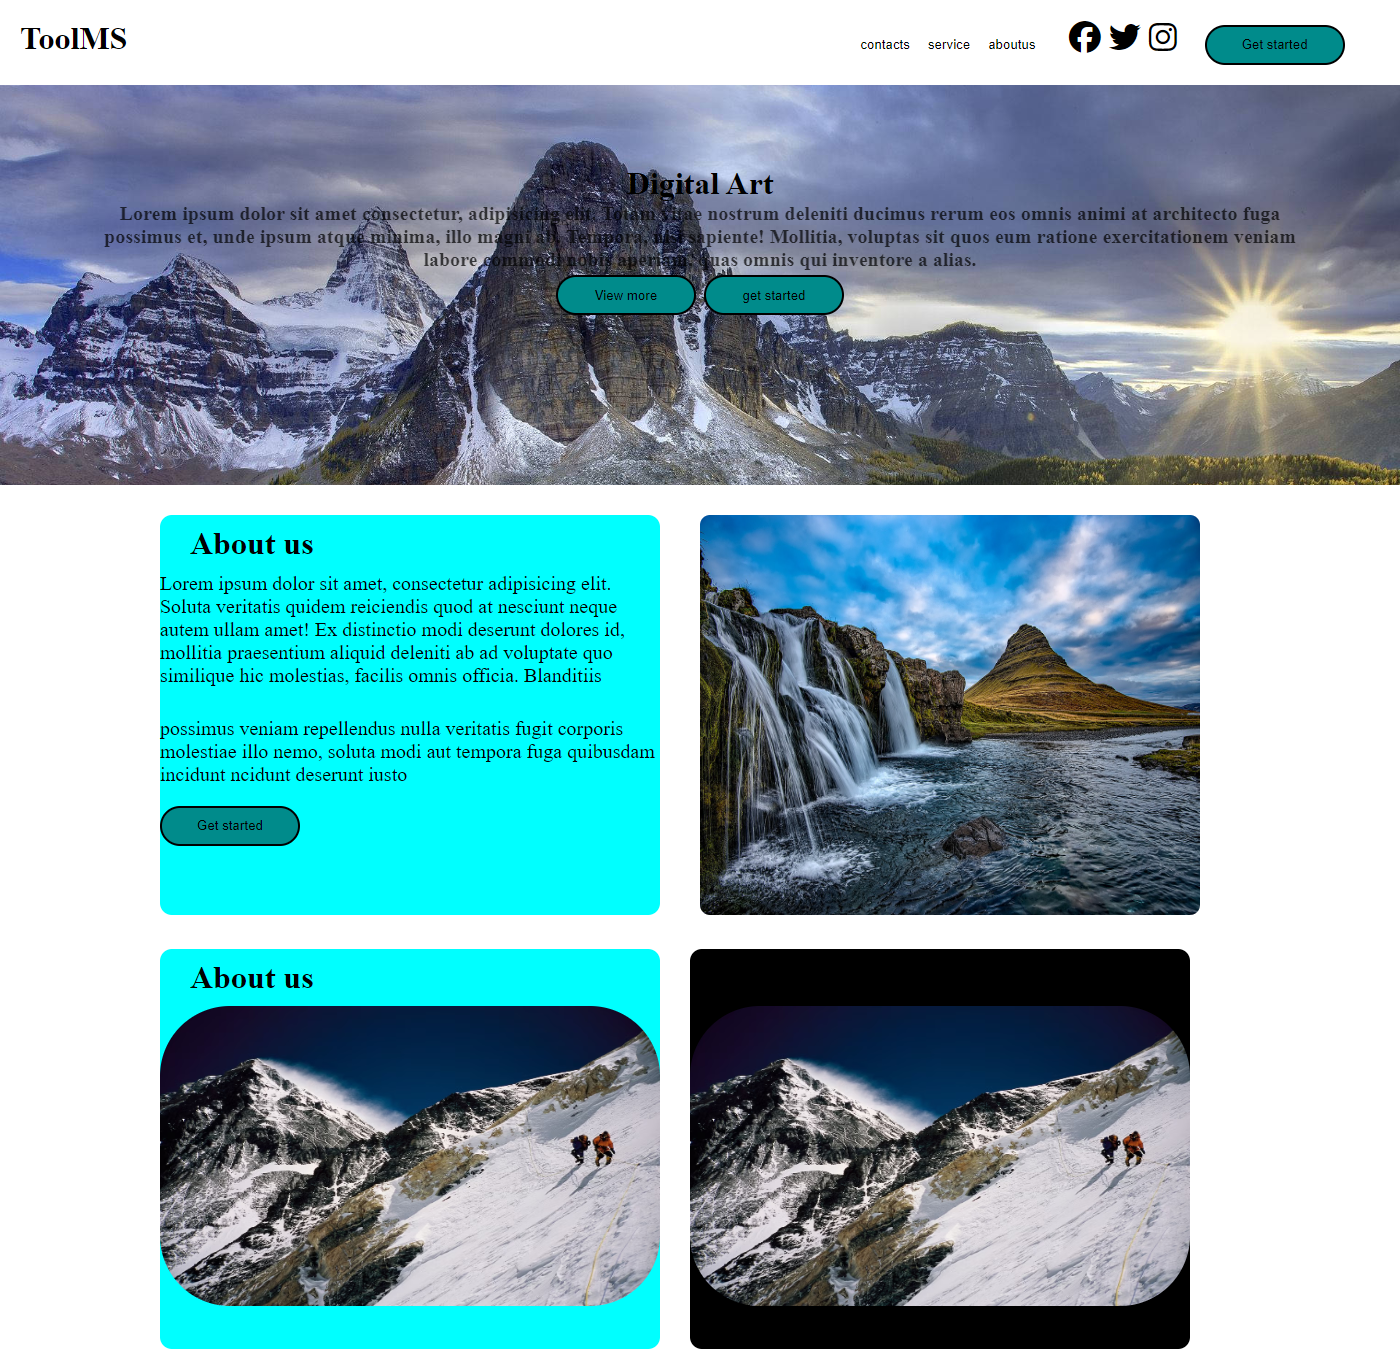 ToolMS
contacts service aboutus
Get started
Digital Art
Lorem ipsum dolor sit amet consectetur, adipisicing elit. Totam vitae nostrum deleniti ducimus rerum eos omnis animi at architecto fuga
possimus et, unde ipsum atque minima, illo magni ab. Tempora, sapiente! Mollitia, voluptas sit quos eum ratione exercitationem veniam
labore commodi nobis aperiam, quas omnis qui inventore a alias.
View more get started
About us
Lorem ipsum dolor sit amet, consectetur adipisicing elit.
Soluta veritatis quidem reiciendis quod at nesciunt neque
autem ullam amet! Ex distinctio modi deserunt dolores id,
mollitia praesentium aliquid deleniti ab ad voluptate quo
similique hic molestias, facilis omnis officia. Blanditiis
possimus veniam repellendus nulla veritatis fugit corporis
molestiae illo nemo, soluta modi aut tempora fuga quibusdam
incidunt ncidunt deserunt iusto
Get started
About us